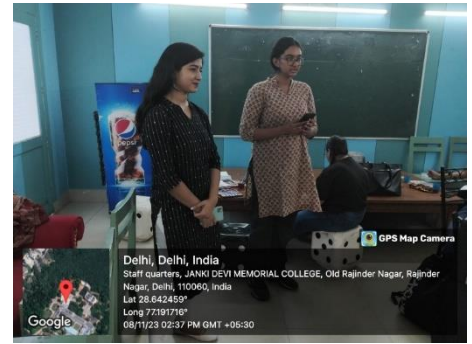 pepsi
GPS Map Camera
Delhi, Delhi, India
Staff quarters, JANKI DEVI MEMORIAL COLLEGE, Old Rajinder Nagar, Rajinder
Nagar, Delhi, 110060, India
Lat 28.642459°
Long 77.191716°
08/11/23 02:37 PM GMT +05:30
Google